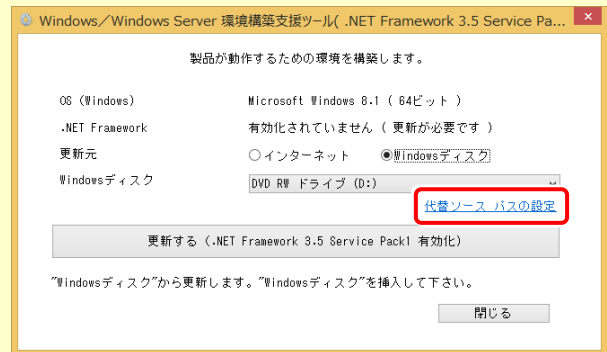 Windows／Windows Server 環境構築支援ツール( .NET Framework 3.5 Service Pa...
製品が動作するための環境を構築します。
OS (Windows) Microsoft Windows 8.1 ( 64ビット )
.NET Framework 有効化されていません ( 更新が必要です )
更新元 インターネット Windowsディスク
Windowsディスク DVD RW ドライブ (D:)
代替ソース パスの設定
更新する (.NET Framework 3.5 Service Pack1 有効化)
"Windowsディスク"から更新します。"Windowsディスク"を挿入して下さい。
閉じる